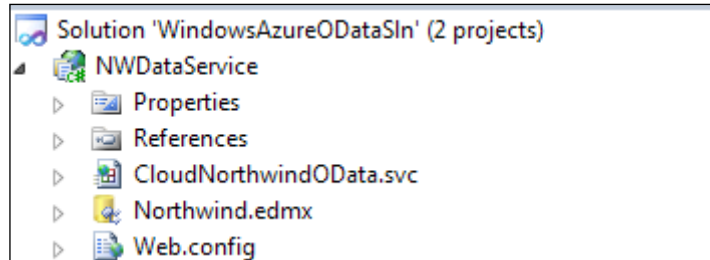 Solution 'WindowsAzureODataSln' (2 projects)
NWDataService
Properties
References
CloudNorthwindOData.svc
Northwind.edmx
Web.config